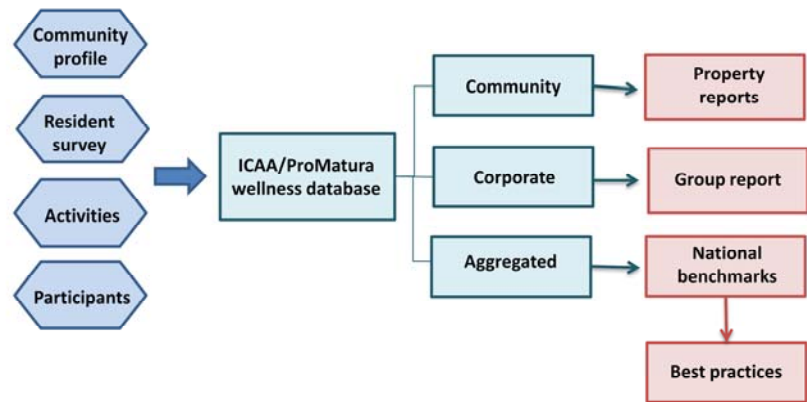 Community
profile
Resident
survey
Activities
Participants
ICAA/ProMatura
wellness database
Community
Corporate
Aggregated
Property
reports
Group report
National
benchmarks
Best practices